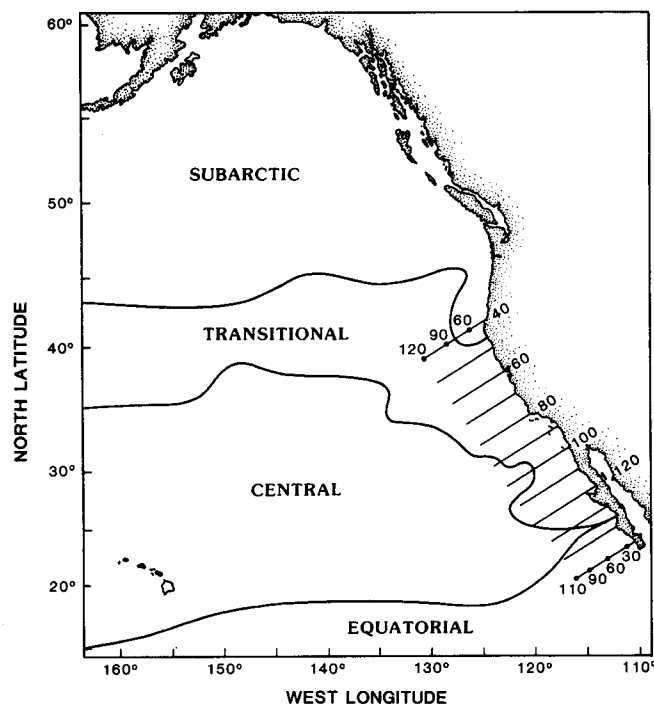 60°
SUBARCTIC
50°
TRANSITIONAL
120 90 60 40
40°
60
80
NORTH LATITUDE
100
30°
120
CENTRAL
20°
30
60
90
110
EQUATORIAL
160° 150° 140° 130° 120° 110°
WEST LONGITUDE